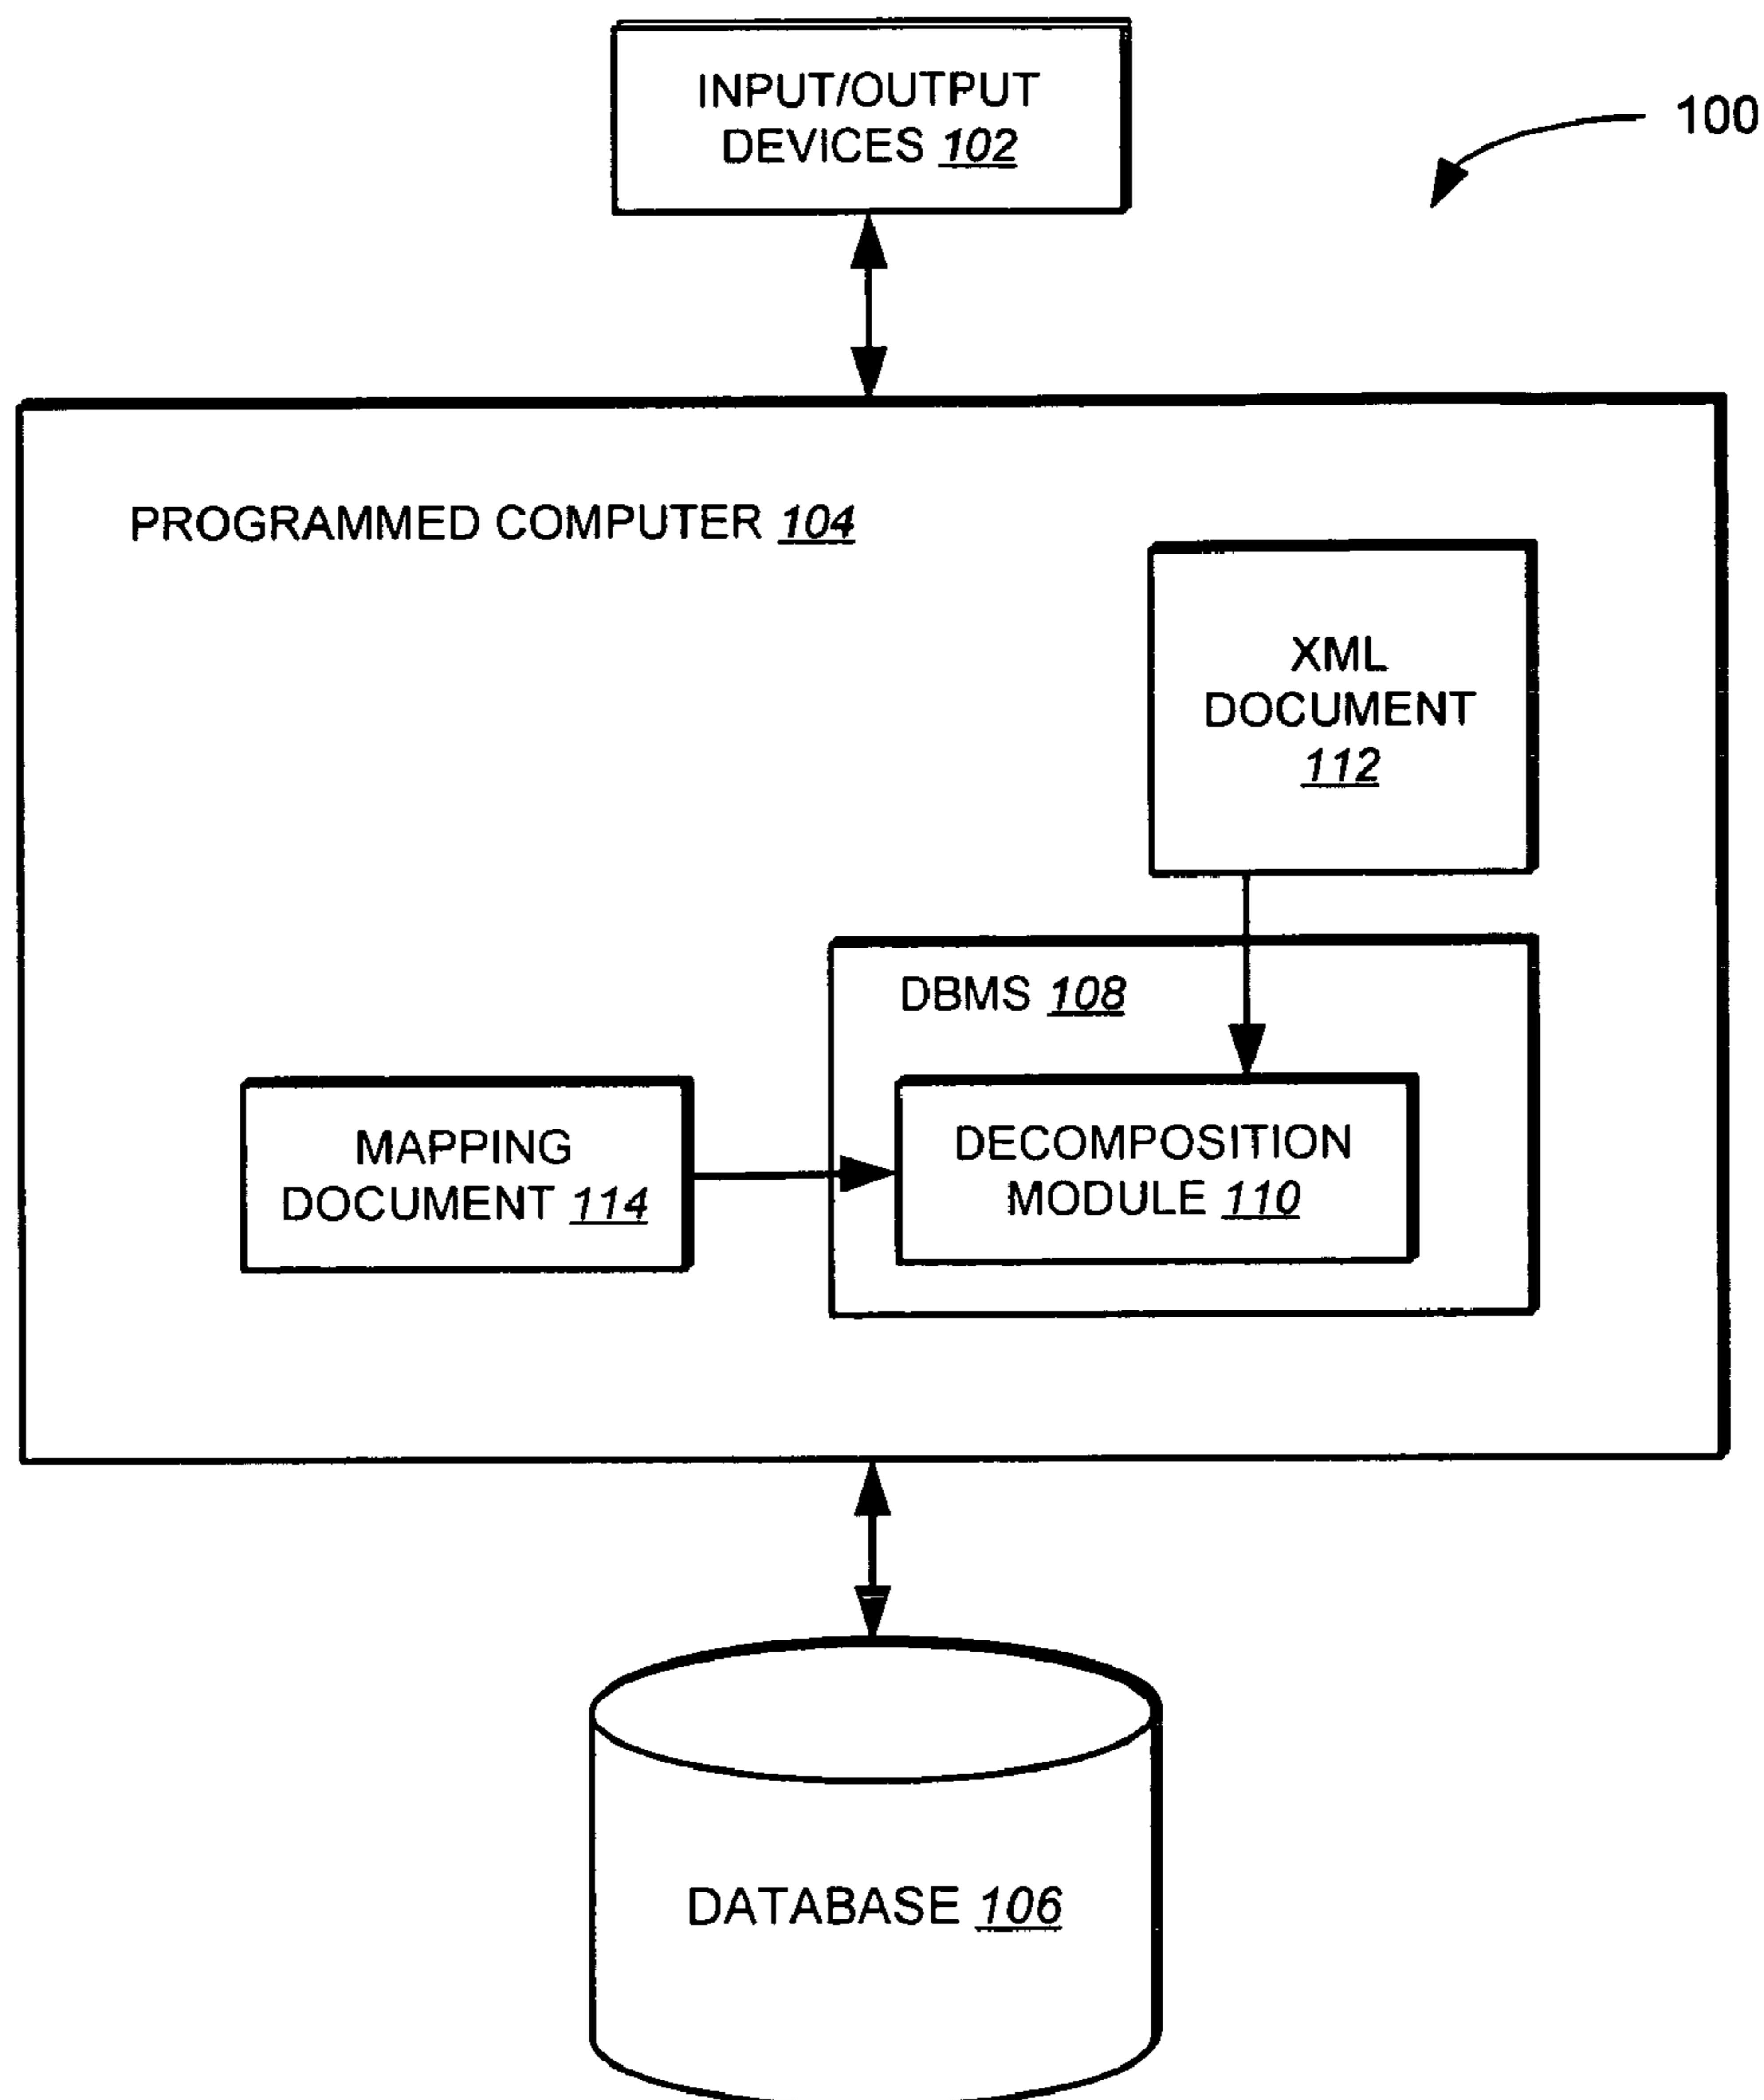 INPUT/OUTPUT
DEVICES 102
100
PROGRAMMED COMPUTER 104
XML
DOCUMENT
112
DBMS 108
MAPPING
DOCUMENT 114
DECOMPOSITION
MODULE 110
DATABASE 106